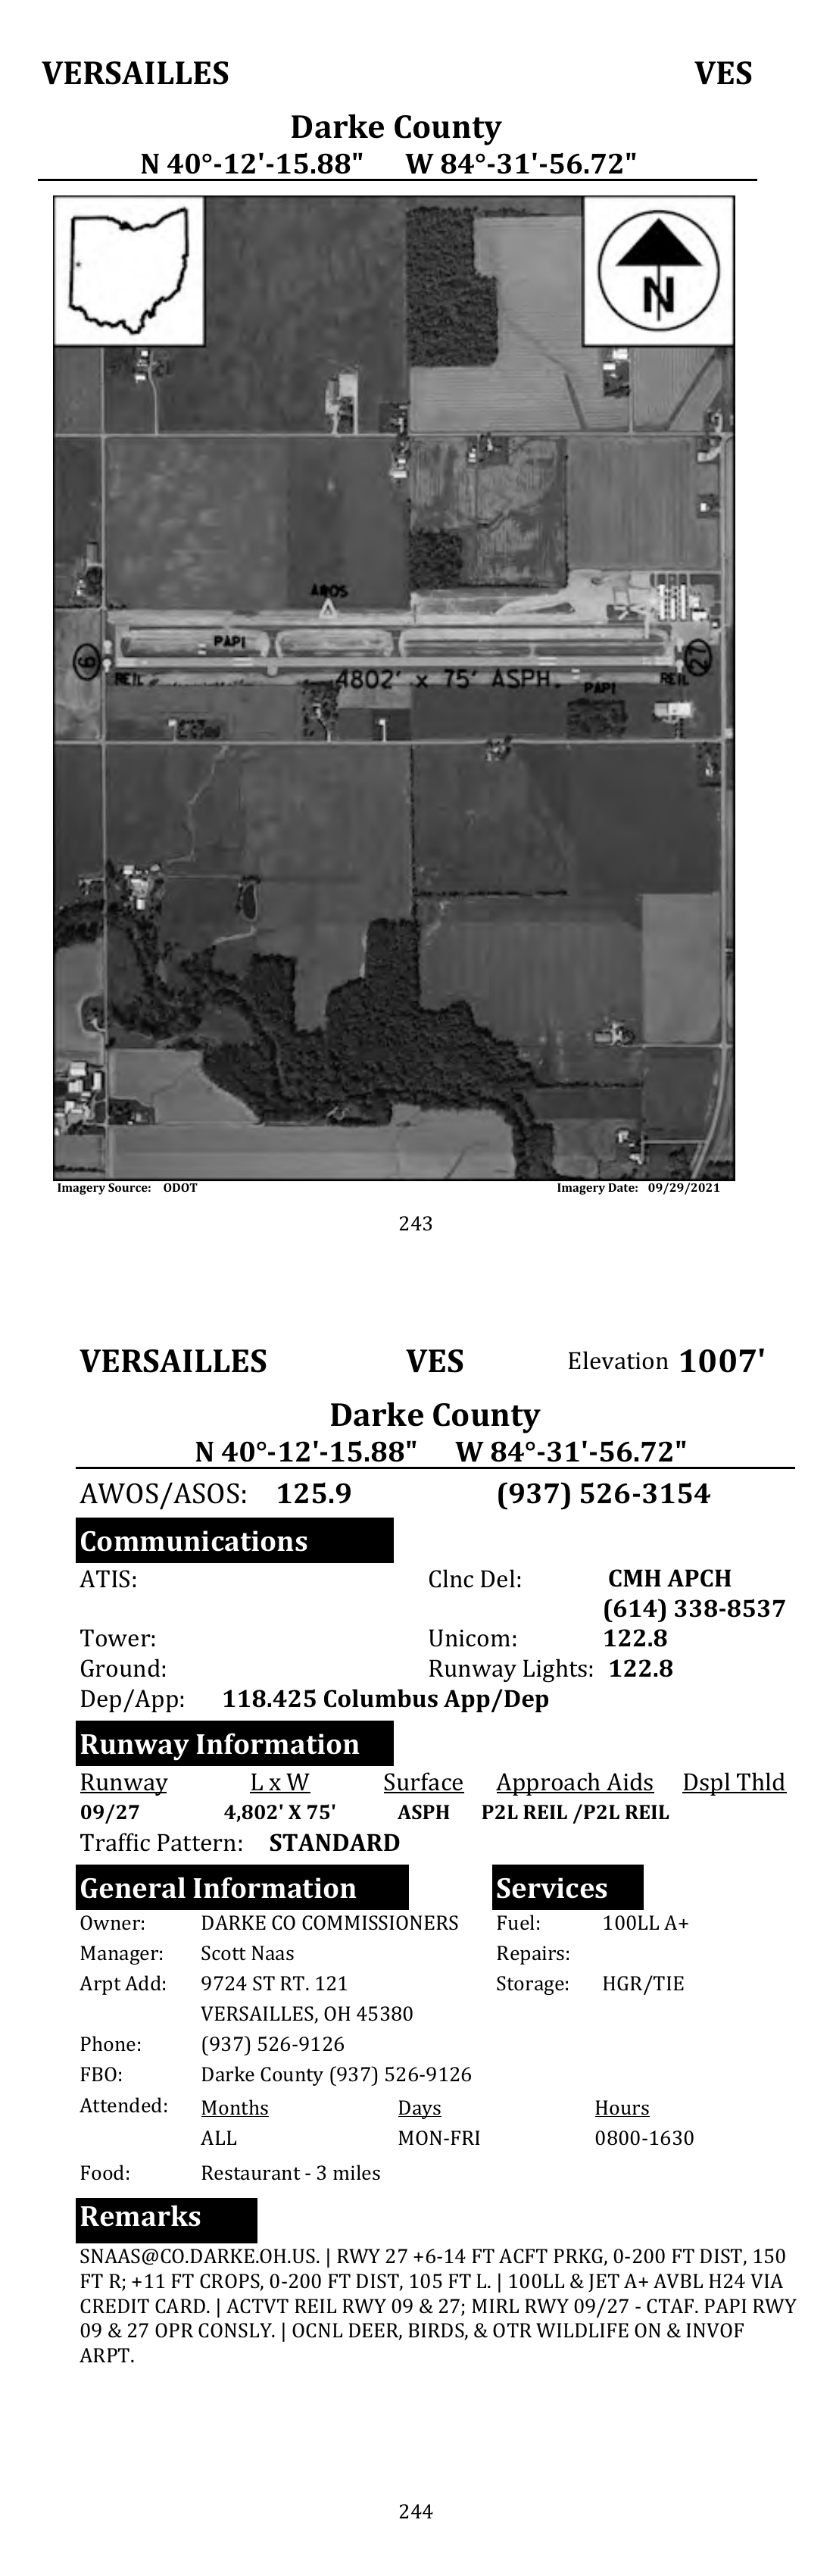 VERSAILLES VES
Darke County
N 40°-12'-15.88" W 84°-31'-56.72"
N
AWOS
PAPI
9 27
REIL 4802' x 75' ASPH. PAPI REIL
Imagery Source: ODOT Imagery Date: 09/29/2021
243
VERSAILLES VES Elevation 1007'
Darke County
N 40°-12'-15.88" W 84°-31'-56.72"
AWOS/ASOS: 125.9 (937) 526-3154
Communications
ATIS: Clnc Del: CMH APCH
(614) 338-8537
Tower: Unicom: 122.8
Ground: Runway Lights: 122.8
Dep/App: 118.425 Columbus App/Dep
Runway Information
Runway L x W Surface Approach Aids Dspl Thld
09/27 4,802' X 75' ASPH P2L REIL /P2L REIL
Traffic Pattern: STANDARD
General Information Services
Owner: DARKE CO COMMISSIONERS Fuel: 100LL A+
Manager: Scott Naas Repairs:
Arpt Add: 9724 ST RT. 121 Storage: HGR/TIE
VERSAILLES, OH 45380
Phone: (937) 526-9126
FBO: Darke County (937) 526-9126
Attended: Months Days Hours
ALL MON-FRI 0800-1630
Food: Restaurant - 3 miles
Remarks
SNAAS@CO.DARKE.OH.US. | RWY 27 +6-14 FT ACFT PRKG, 0-200 FT DIST, 150
FT R; +11 FT CROPS, 0-200 FT DIST, 105 FT L. | 100LL & JET A+ AVBL H24 VIA
CREDIT CARD. | ACTVT REIL RWY 09 & 27; MIRL RWY 09/27 - CTAF. PAPI RWY
09 & 27 OPR CONSLY. | OCNL DEER, BIRDS, & OTR WILDLIFE ON & INVOF
ARPT.
244